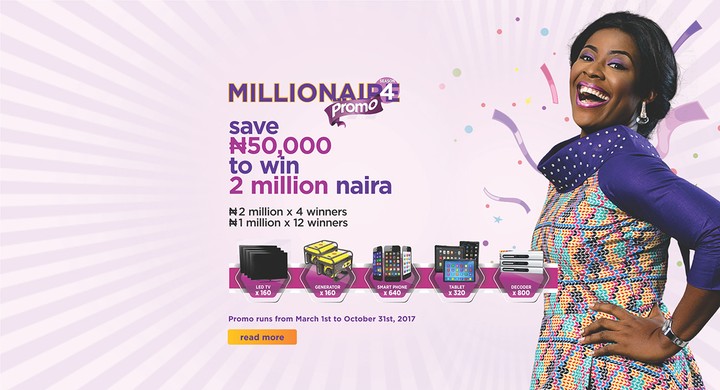 SEASON
MILLIONAIRE 4
Promo
save
₦50,000
to win
2 million naira
₦2 million x 4 winners
₦1 million x 12 winners
LED TV
x 160
GENERATOR
x 160
SMART PHONE
x 640
TABLET
x 320
DECODER
x 800
Promo runs from March 1st to October 31st, 2017
read more